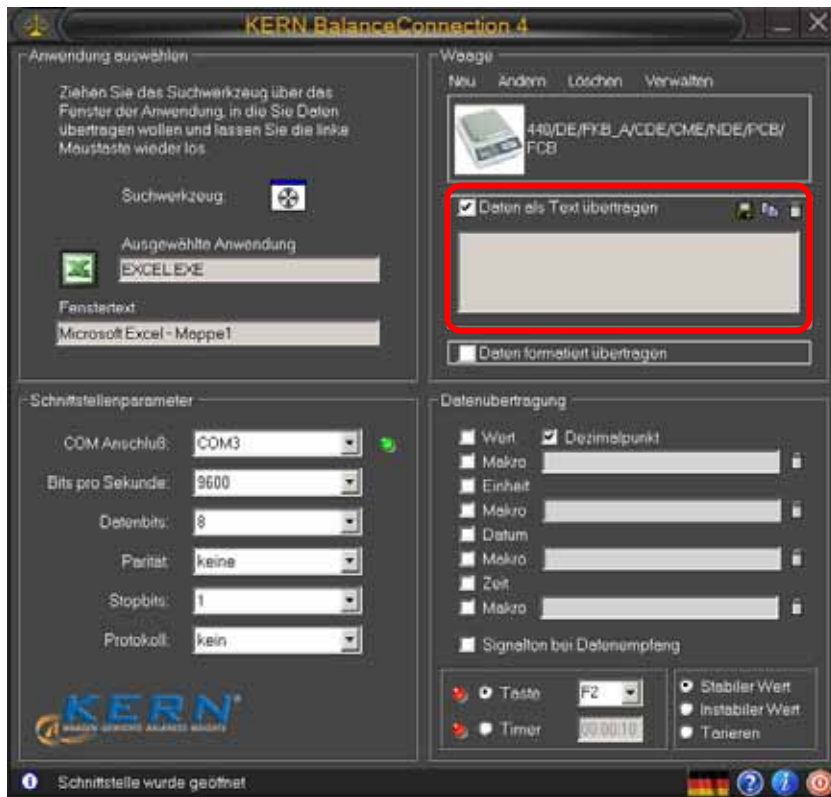 KERN BalanceConnection 4
Anwendung auswählen
Ziehen Sie das Suchwerkzeug über das
Fenster der Anwendung, in die Sie Daten
übertragen wollen und lassen Sie die linke
Maustaste wieder los.
Suchwerkzeug:
Ausgewählte Anwendung
EXCEL.EXE
Fenstertext
Microsoft Excel - Mappe1
Waage
Neu Ändern Löschen Verwalten
440/DE/FKB_A/CDE/CME/NDE/PCB/
FCB
Daten als Text übertragen
Daten formatiert übertragen
Schnittstellenparameter
COM Anschluß: COM3
Bits pro Sekunde: 9600
Datenbits: 8
Parität: keine
Stopbits: 1
Protokoll: kein
KERN
WAAGEN GEWICHTE BALANCES WEIGHTS
Datenübertragung
Wert Dezimalpunkt
Makro
Einheit
Makro
Datum
Makro
Zeit
Makro
Signalton bei Datenempfang
Taste F2
Timer 00:00:10
Stabiler Wert
Instabiler Wert
Tarieren
Schnittstelle wurde geöffnet